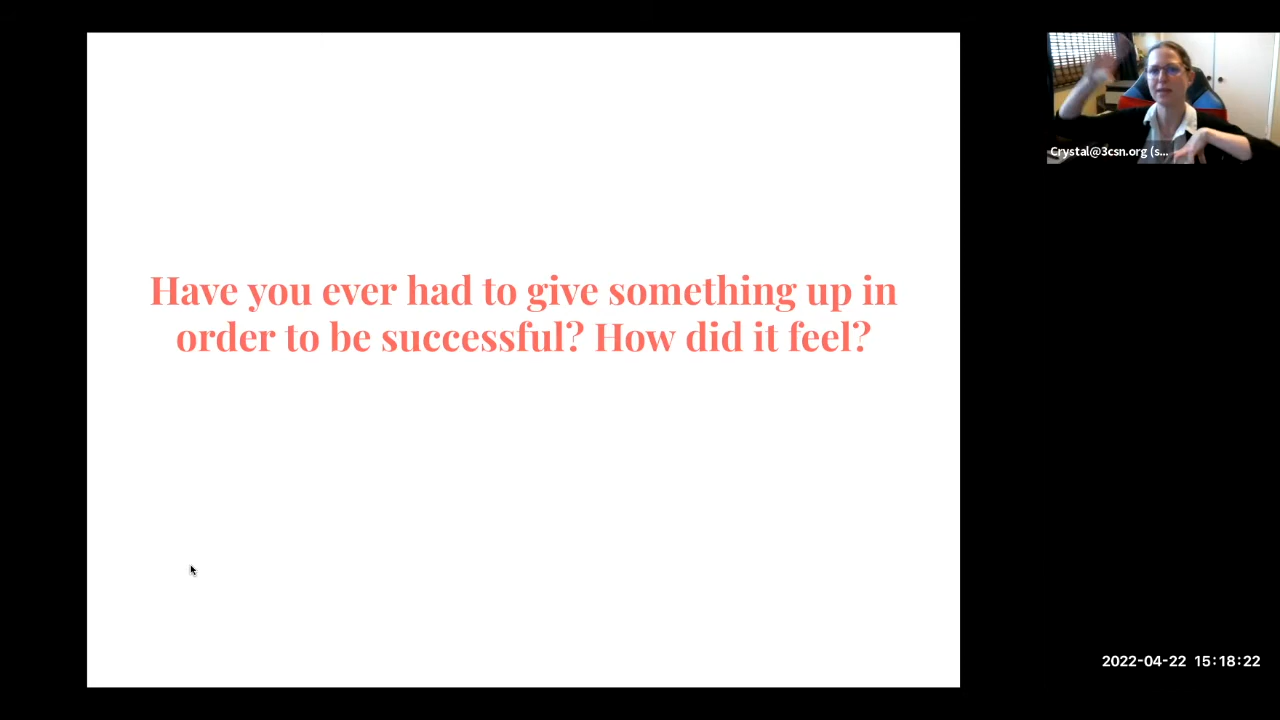 Have you ever had to give something up in
order to be successful? How did it feel?
Crystal@3csn.org (s...
2022-04-22 15:18:22